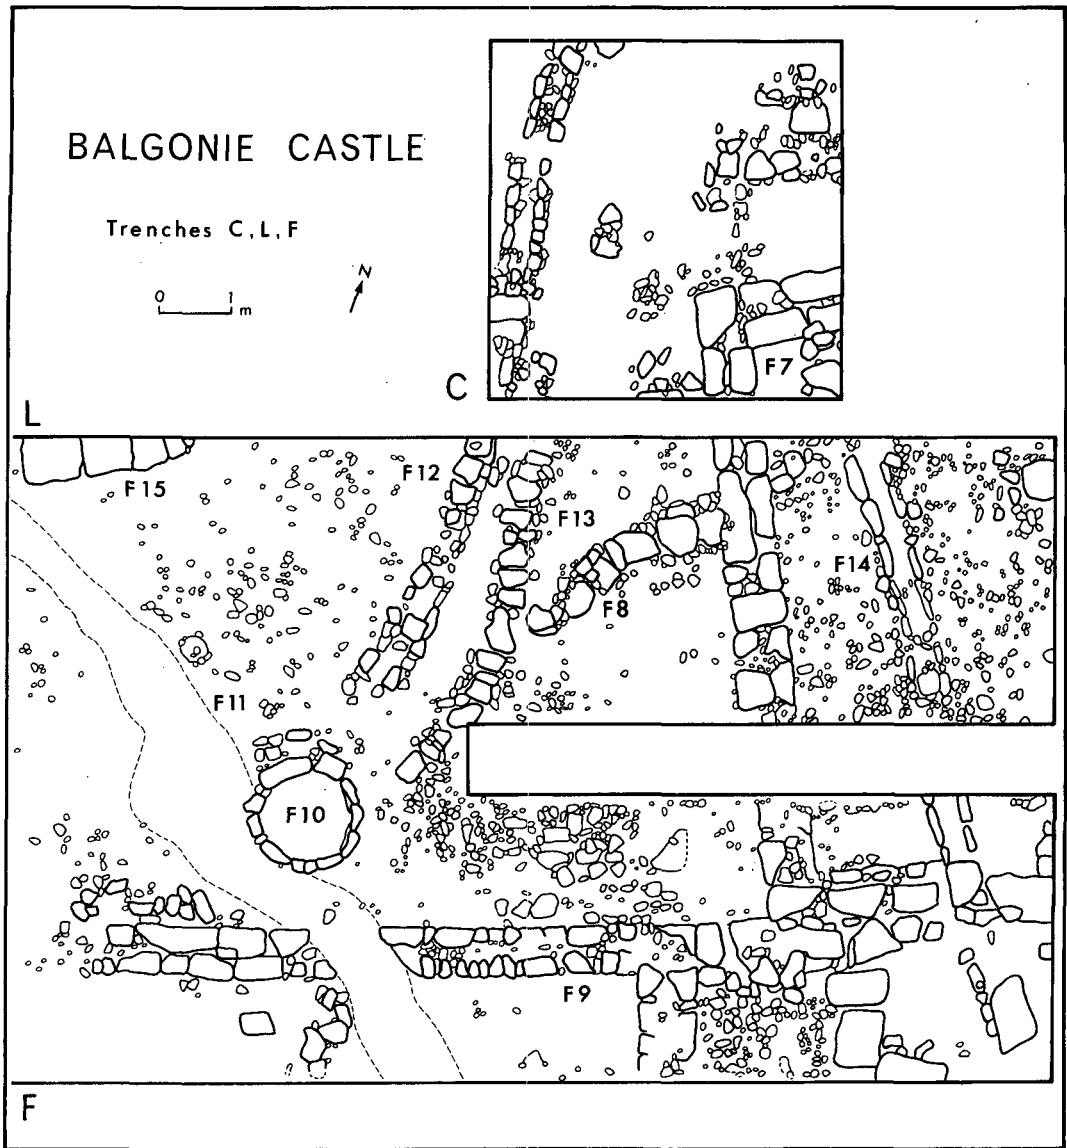 BALGONIE CASTLE
Trenches C, L, F
N
0 1
m
C
F7
L
F15
F12
F13
F8
F14
F11
F10
F9
F